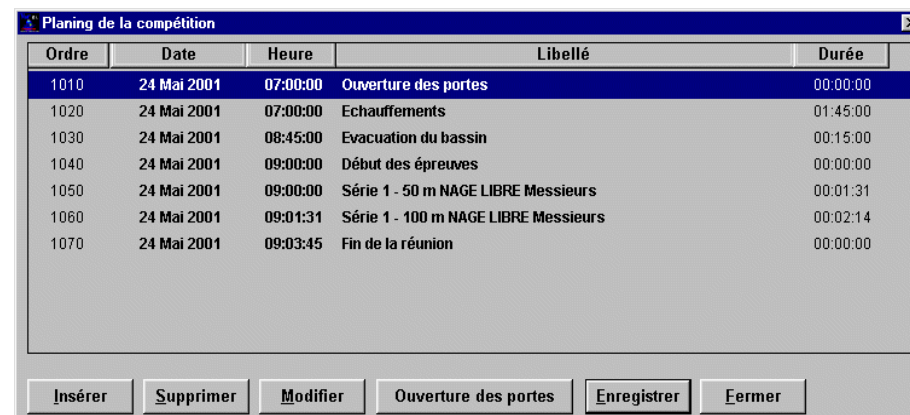 Planing de la compétition
Ordre Date Heure Libellé Durée
1010 24 Mai 2001 07:00:00 Ouverture des portes 00:00:00
1020 24 Mai 2001 07:00:00 Echauffements 01:45:00
1030 24 Mai 2001 08:45:00 Evacuation du bassin 00:15:00
1040 24 Mai 2001 09:00:00 Début des épreuves 00:00:00
1050 24 Mai 2001 09:00:00 Série 1 - 50 m NAGE LIBRE Messieurs 00:01:31
1060 24 Mai 2001 09:01:31 Série 1 - 100 m NAGE LIBRE Messieurs 00:02:14
1070 24 Mai 2001 09:03:45 Fin de la réunion 00:00:00
Insérer Supprimer Modifier Ouverture des portes Enregistrer Fermer